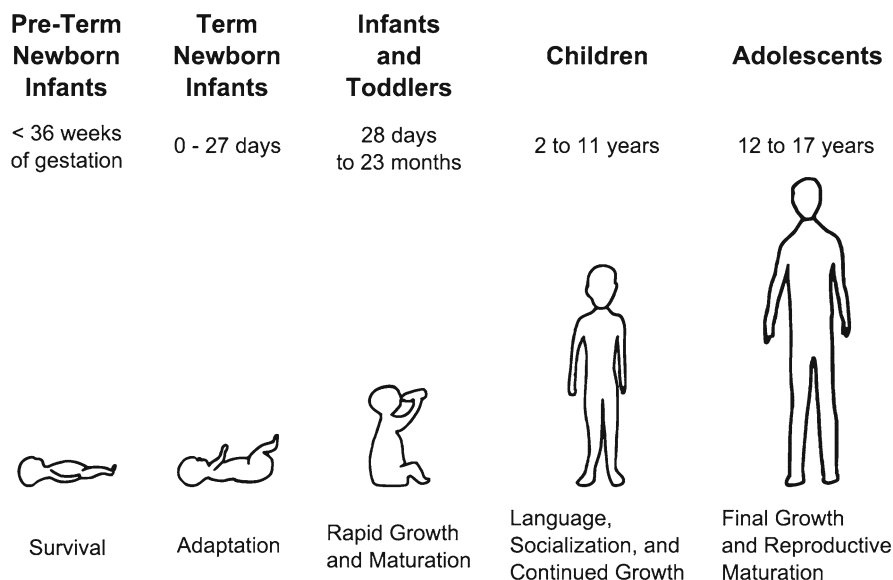 Pre-Term
Newborn
Infants
< 36 weeks
of gestation
Survival
Term
Newborn
Infants
0 - 27 days
Adaptation
Infants
and
Toddlers
28 days
to 23 months
Rapid Growth
and Maturation
Children
2 to 11 years
Language,
Socialization, and
Continued Growth
Adolescents
12 to 17 years
Final Growth
and Reproductive
Maturation